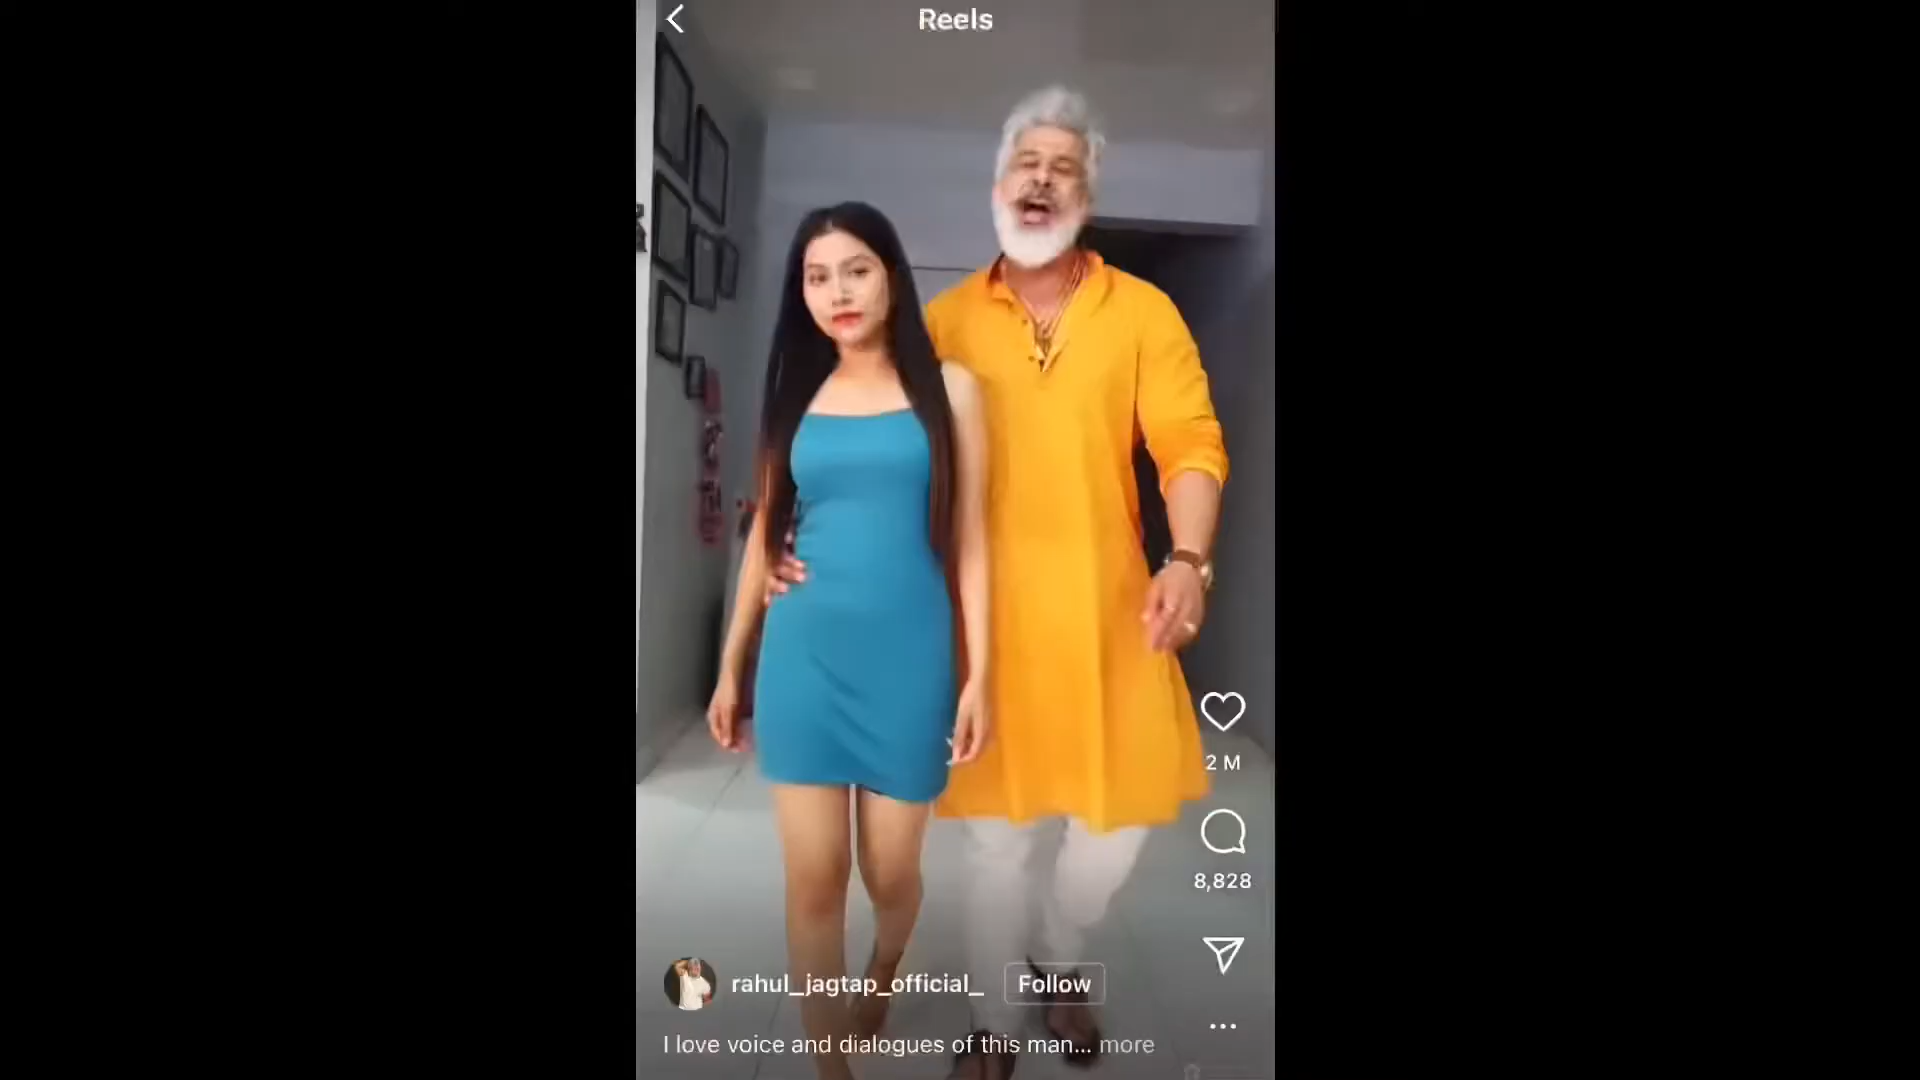 Reels
2 M
8,828
rahul_jagtap_official_ Follow
I love voice and dialogues of this man... more